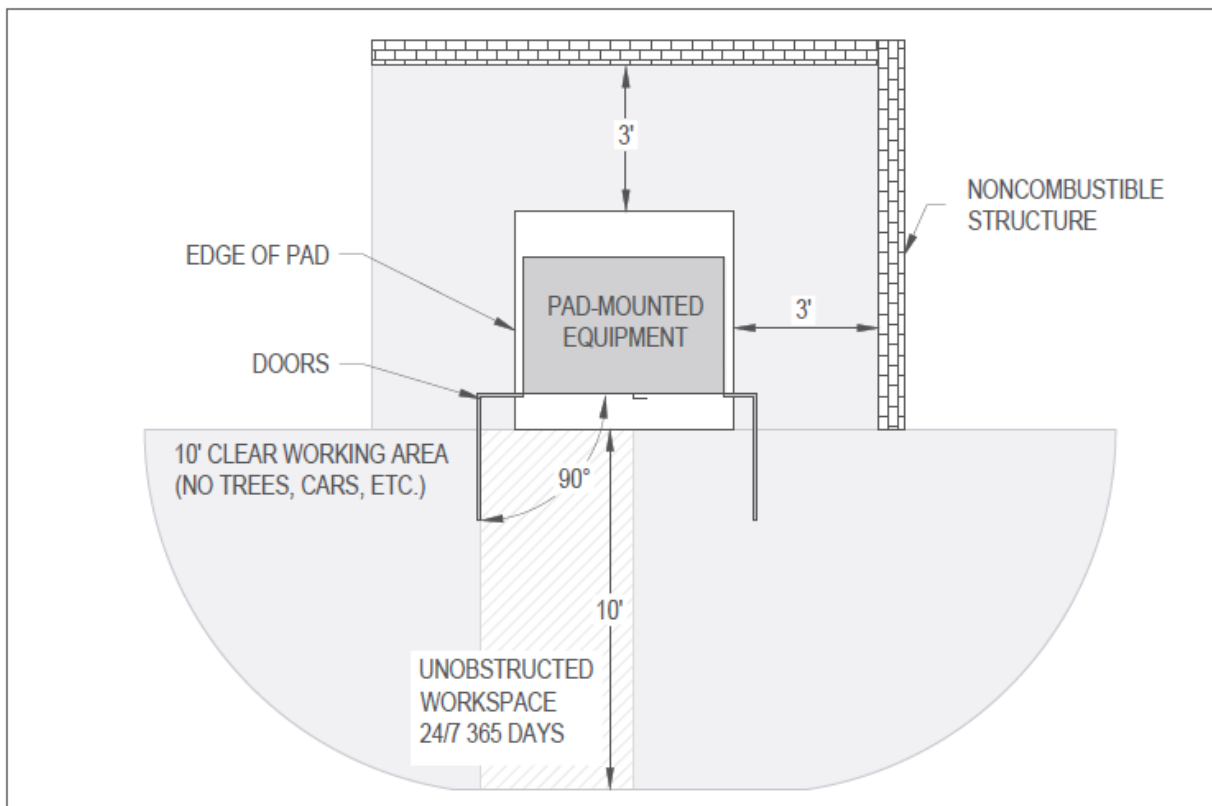 3'
NONCOMBUSTIBLE
STRUCTURE
EDGE OF PAD
PAD-MOUNTED
EQUIPMENT
3'
DOORS
10' CLEAR WORKING AREA
(NO TREES, CARS, ETC.)
90°
10'
UNOBSTRUCTED
WORKSPACE
24/7 365 DAYS